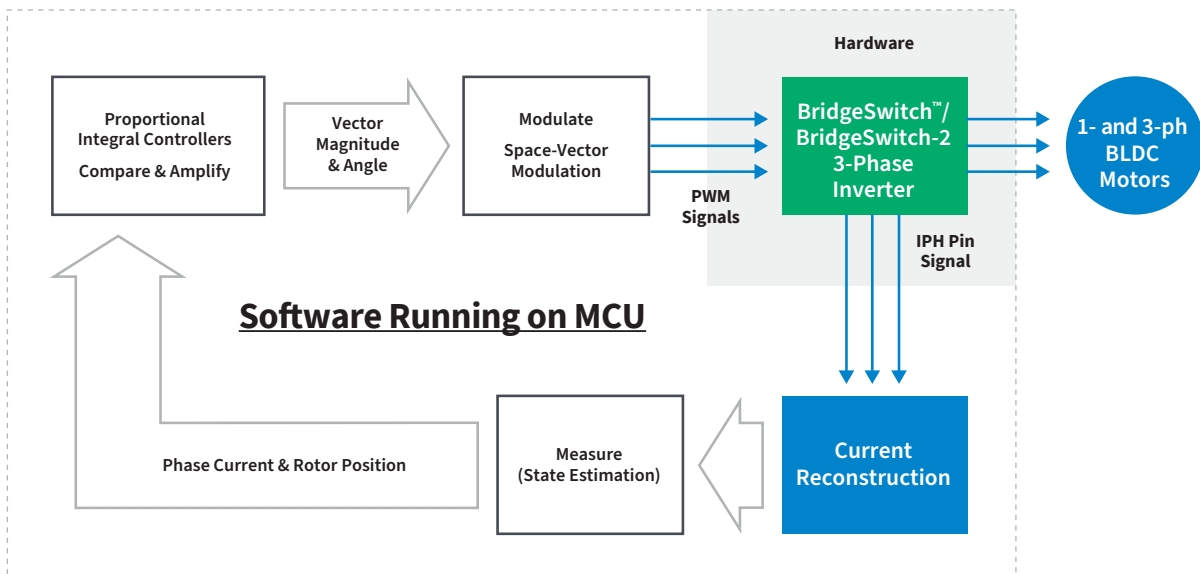 Hardware
Proportional
Integral Controllers
Compare & Amplify
Vector
Magnitude
& Angle
Modulate
Space-Vector
Modulation
PWM
Signals
BridgeSwitch™/
BridgeSwitch-2
3-Phase
Inverter
1- and 3-ph
BLDC
Motors
IPH Pin
Signal
Software Running on MCU
Phase Current & Rotor Position
Measure
(State Estimation)
Current
Reconstruction